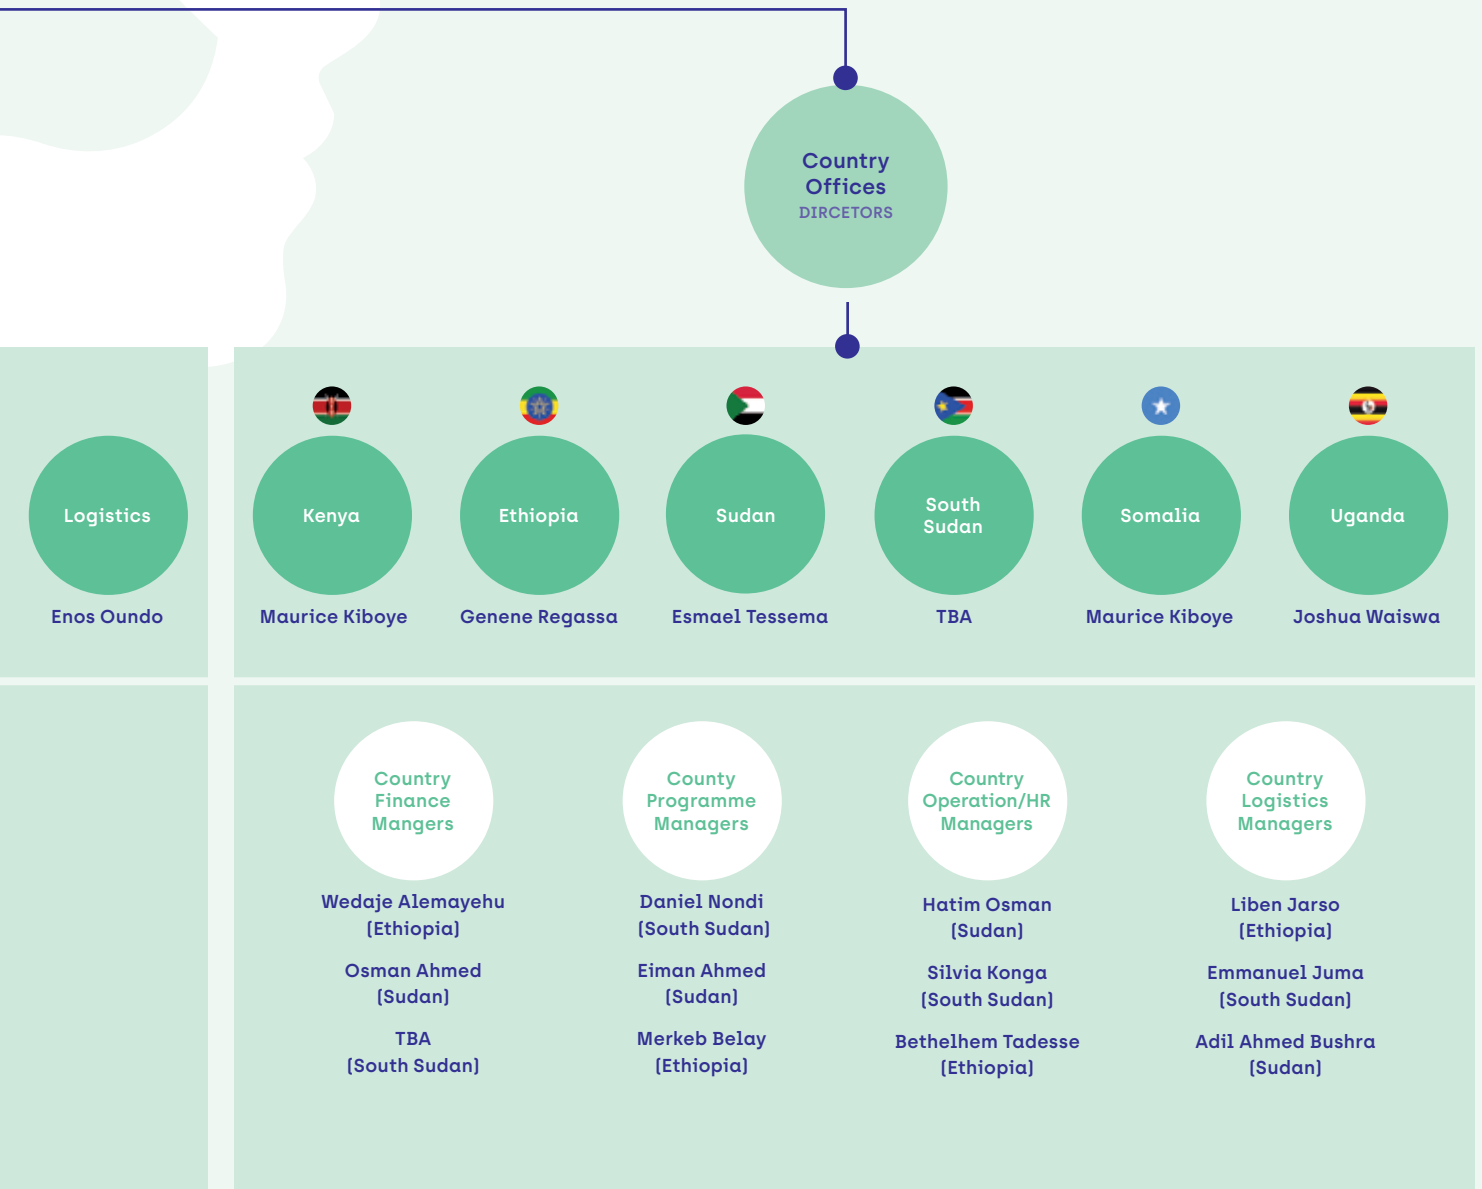 Country
Offices
DIRCETORS
Logistics
Enos Oundo
Kenya
Maurice Kiboye
Ethiopia
Genene Regassa
Sudan
Esmael Tessema
South
Sudan
TBA
Somalia
Maurice Kiboye
Uganda
Joshua Waiswa
Country
Finance
Mangers
Wedaje Alemayehu
(Ethiopia)
Osman Ahmed
(Sudan)
TBA
(South Sudan)
County
Programme
Managers
Daniel Nondi
(South Sudan)
Eiman Ahmed
(Sudan)
Merkeb Belay
(Ethiopia)
Country
Operation/HR
Managers
Hatim Osman
(Sudan)
Silvia Konga
(South Sudan)
Bethelhem Tadesse
(Ethiopia)
Country
Logistics
Managers
Liben Jarso
(Ethiopia)
Emmanuel Juma
(South Sudan)
Adil Ahmed Bushra
(Sudan)